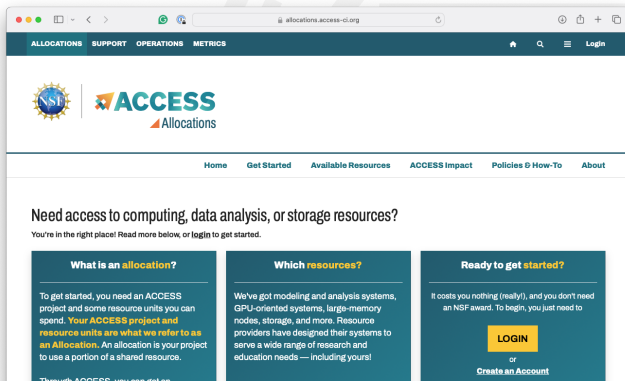 allocations.access-ci.org
ALLOCATIONS SUPPORT OPERATIONS METRICS Login
NSF ACCESS
Allocations
Home Get Started Available Resources ACCESS Impact Policies & How-To About
Need access to computing, data analysis, or storage resources?
You're in the right place! Read more below, or login to get started.
What is an allocation?
To get started, you need an ACCESS
project and some resource units you can
spend. Your ACCESS project and
resource units are what we refer to as
an Allocation. An allocation is your project
to use a portion of a shared resource.
Through ACCESS, you can get an
Which resources?
We've got modeling and analysis systems,
GPU-oriented systems, large-memory
nodes, storage, and more. Resource
providers have designed their systems to
serve a wide range of research and
education needs — including yours!
Ready to get started?
It costs you nothing (really!), and you don't need
an NSF award. To begin, you just need to
LOGIN
or
Create an Account